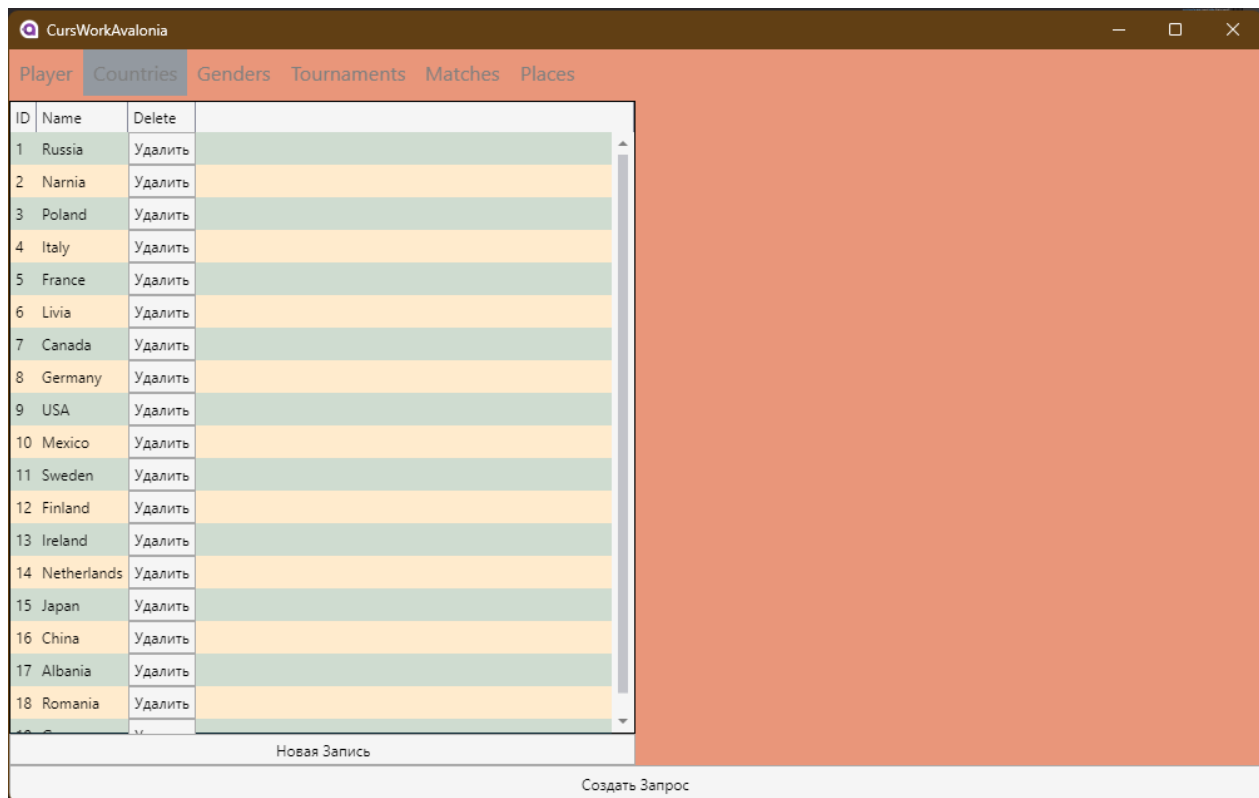 CursWorkAvalonia
Player Countries Genders Tournaments Matches Places
ID Name Delete
1 Russia Удалить
2 Narnia Удалить
3 Poland Удалить
4 Italy Удалить
5 France Удалить
6 Livia Удалить
7 Canada Удалить
8 Germany Удалить
9 USA Удалить
10 Mexico Удалить
11 Sweden Удалить
12 Finland Удалить
13 Ireland Удалить
14 Netherlands Удалить
15 Japan Удалить
16 China Удалить
17 Albania Удалить
18 Romania Удалить
Новая Запись
Создать Запрос